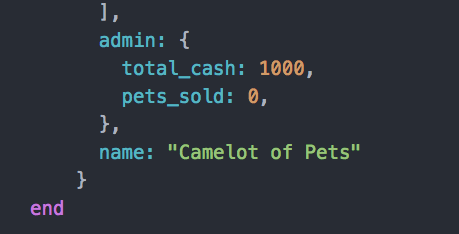 ],
admin: {
total_cash: 1000,
pets_sold: 0,
},
name: "Camelot of Pets"
}
end